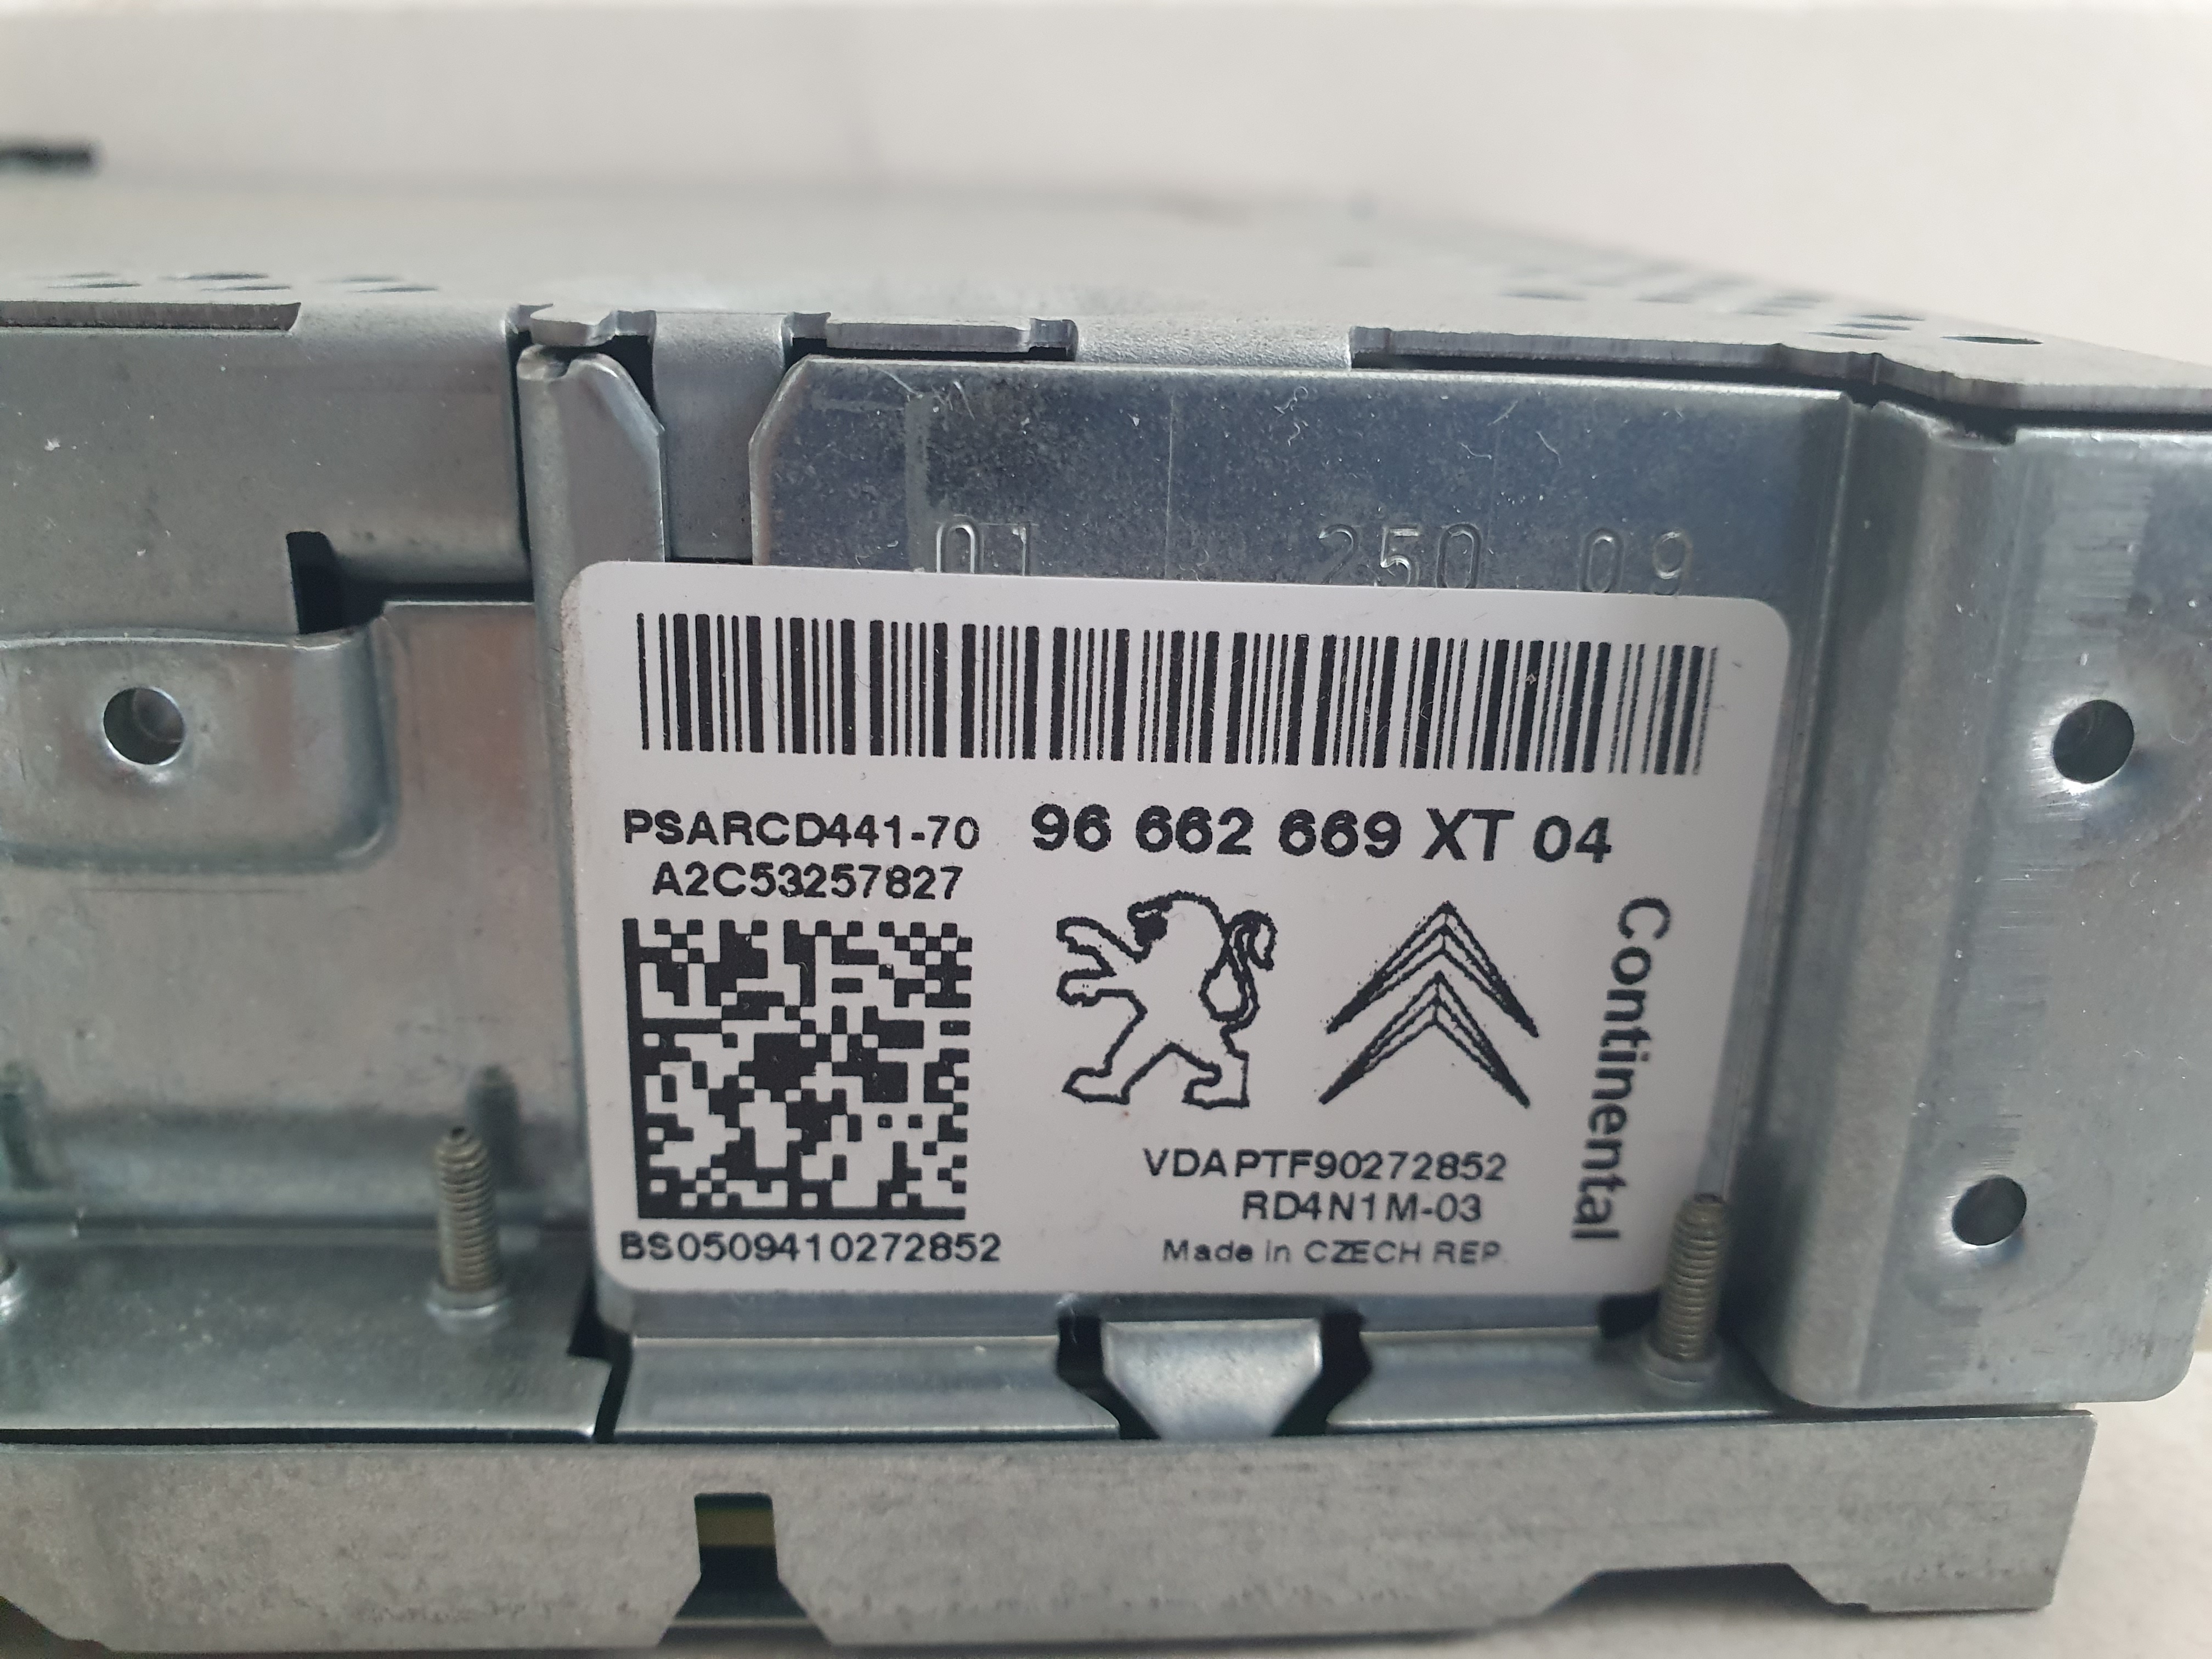 01 250 09
PSARCD441-70 96 662 669 XT 04
A2C53257827
Continental
VDAPTF90272852
RD4N1M-03
BS0509410272852 Made in CZECH REP.